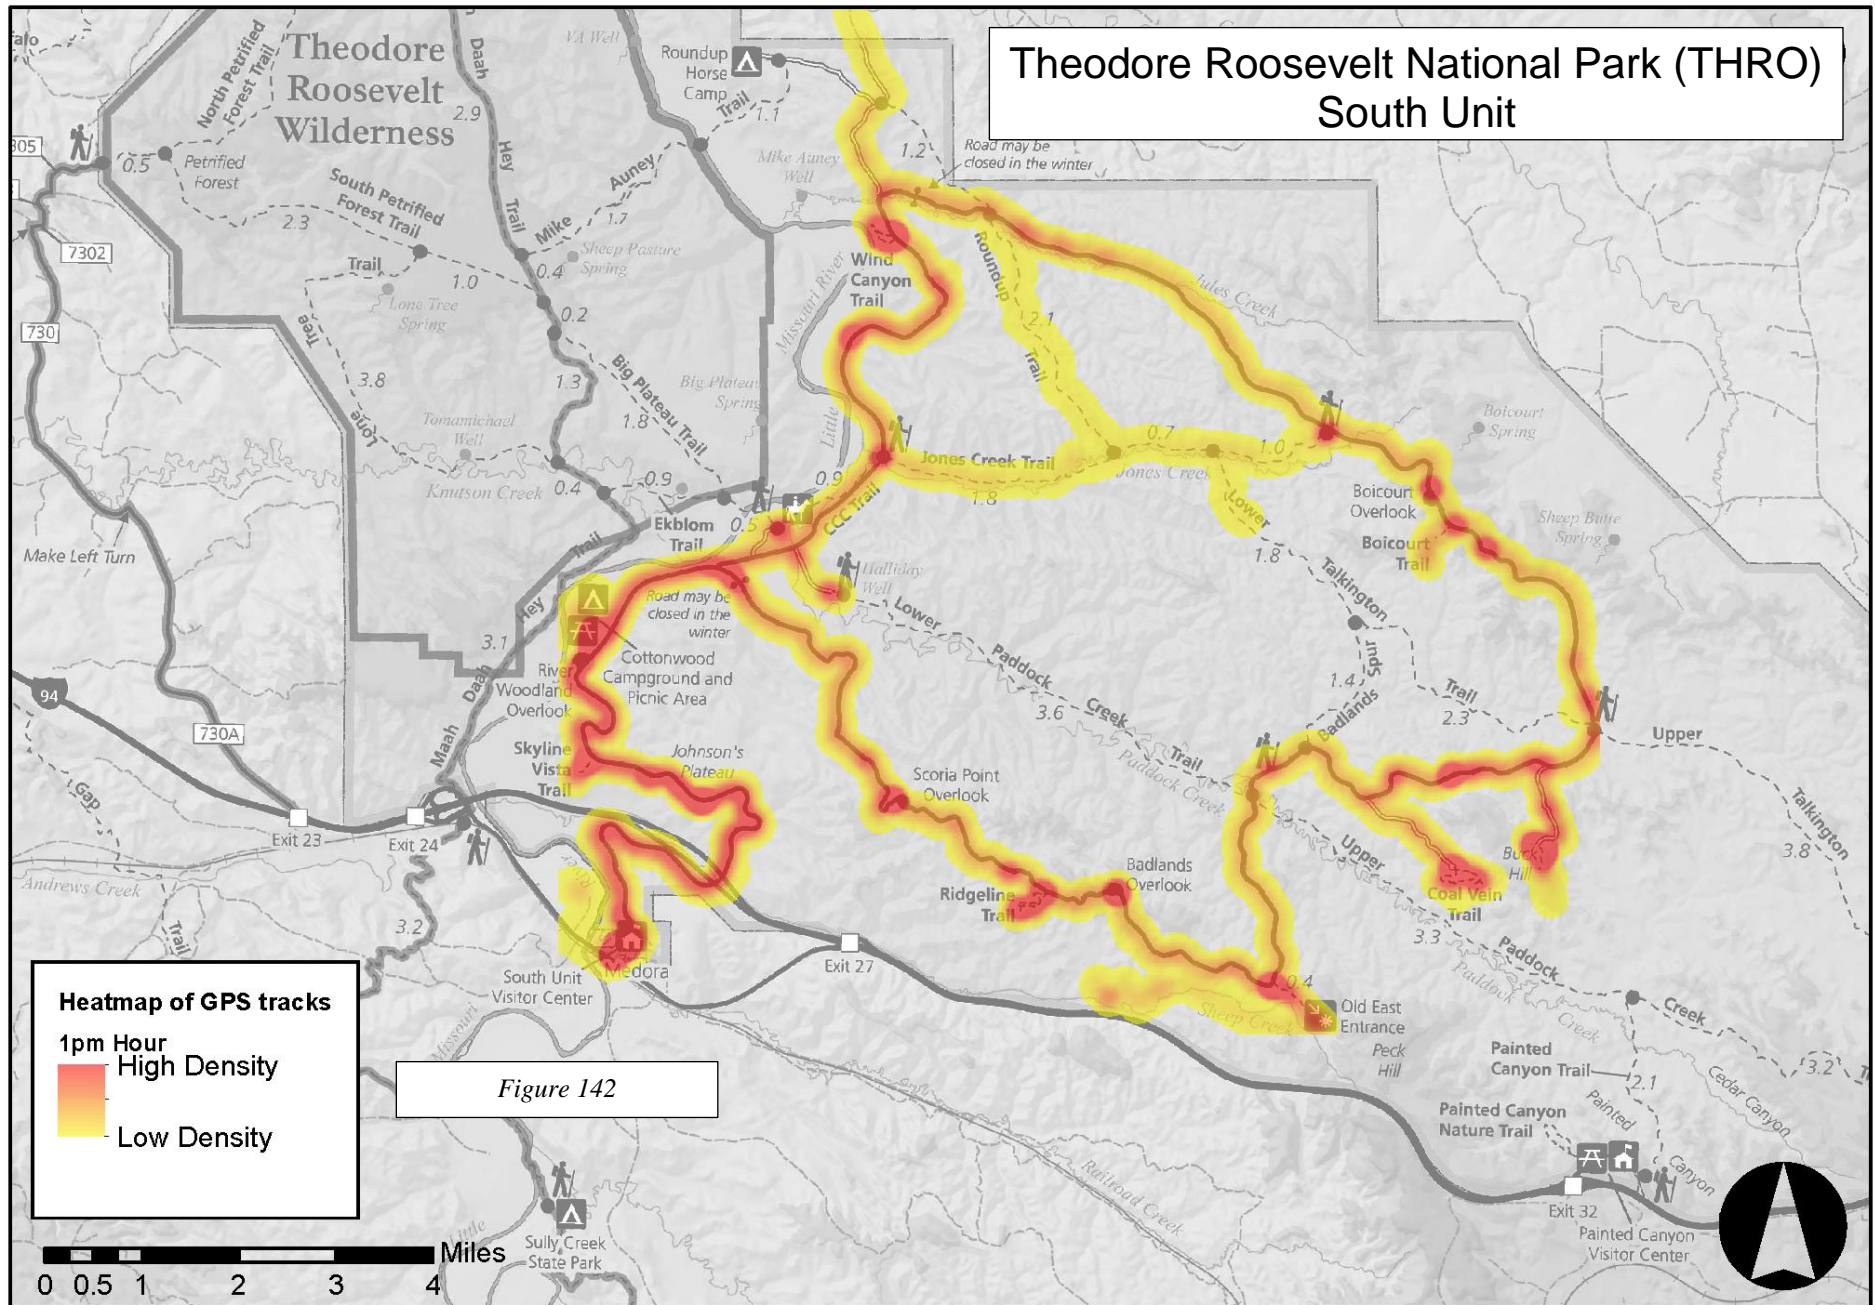 Theodore Roosevelt National Park (THRO)
South Unit
Theodore
Roosevelt
Wilderness
North Petrified
Forest Trail
Daah
2.9
Hey
Trail
VA Well
Roundup
Horse
Camp
Trail
1.1
1.2
Road may be
closed in the winter
305
0.5
Petrified
Forest
South Petrified
Forest Trail
2.3
Auney
Mike
1.7
Mike Auney
Well
Sheep Pasture
Spring
7302
Trail
0.4
1.0
Lone Tree
Spring
0.2
Wind
Canyon
Trail
Missouri River
Little
Roundup
2.1
Trail
Jules Creek
730
Tree
3.8
Lone
1.3
Big Plateau Trail
1.8
Big Plateau
Spring
Tomamichael
Well
Knutson Creek
0.4
0.9
0.9
Jones Creek Trail
1.8
Jones Creek
0.7
1.0
Boicourt
Spring
Boicourt
Overlook
Boicourt
Trail
Sheep Butte
Spring
Lower
1.8
Talkington
Trail
2.3
Make Left Turn
Ekblom
Trail
0.5
CCC Trail
Trail
Hey
Halliday
Well
Road may be
closed in the
winter
Lower
Paddock
Creek
Trail
3.6
Paddock Creek
Spur
1.4
Badlands
Upper
Talkington
3.8
3.1
Daah
Maah
River
Woodland
Overlook
Cottonwood
Campground and
Picnic Area
94
730A
Skyline
Vista
Trail
Johnson's
Plateau
Scoria Point
Overlook
Gap
Trail
Exit 23
Exit 24
Andrews Creek
3.2
Ridgeline
Trail
Badlands
Overlook
Upper
Paddock
Creek
3.3
Paddock
Creek
Buck
Hill
Coal Vein
Trail
South Unit
Visitor Center
Medora
Exit 27
0.4
Sheep Creek
Old East
Entrance
Peck
Hill
Missouri
Little
Heatmap of GPS tracks
1pm Hour
High Density
Low Density
Figure 142
Painted
Canyon Trail
2.1
3.2
Cedar Canyon
Painted
Canyon
Painted Canyon
Nature Trail
Exit 32
Painted Canyon
Visitor Center
Railroad Creek
Sully Creek
State Park
Miles
0 0.5 1 2 3 4